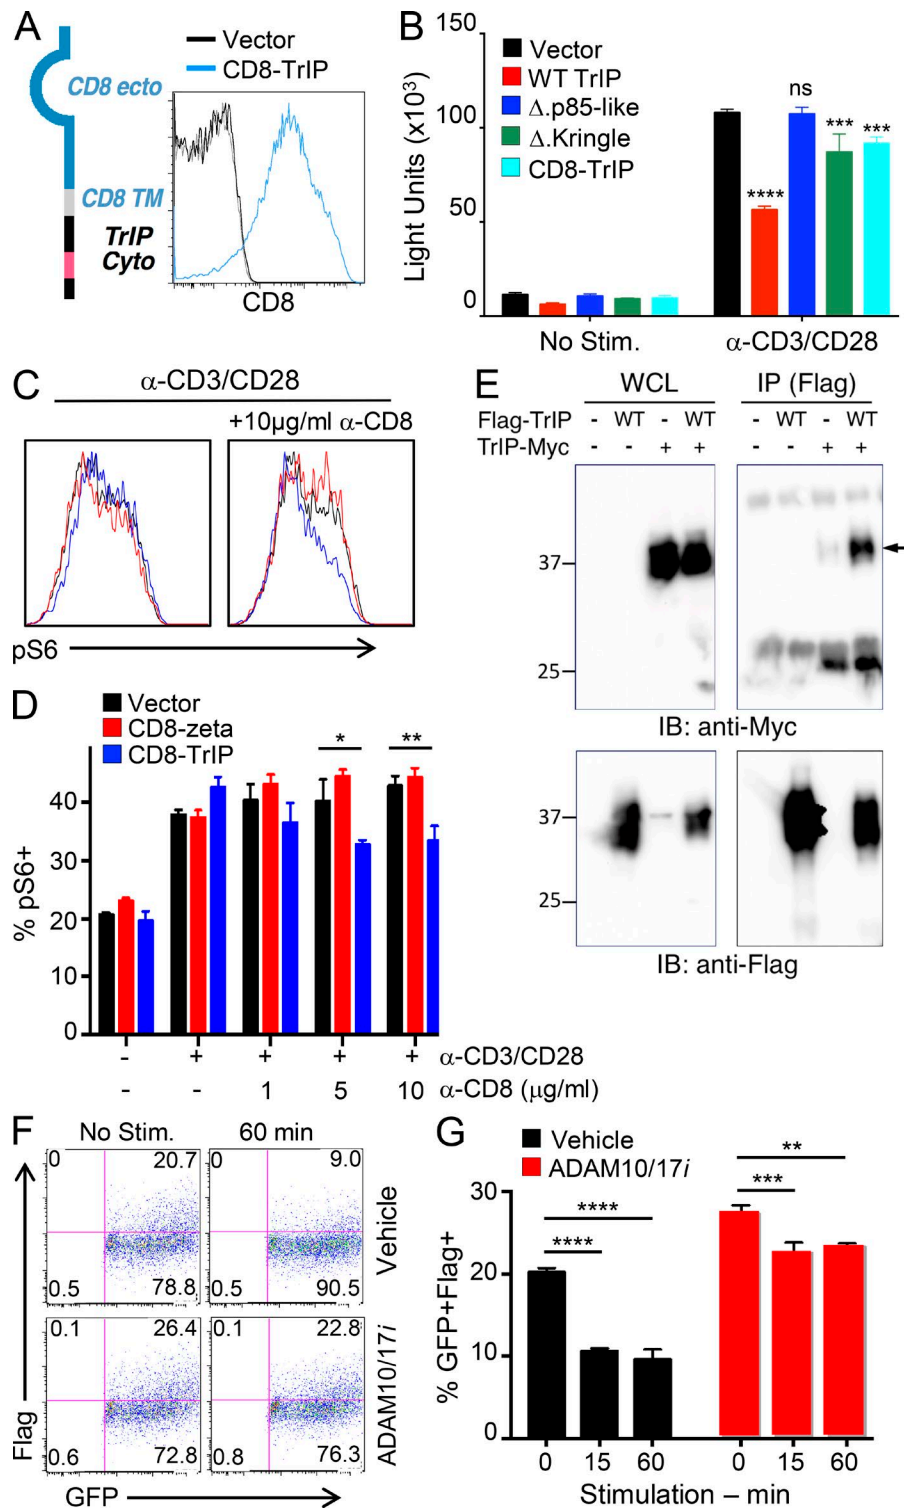 A
CD8 ecto
CD8 TM
TrIP
Cyto
Vector
CD8-TrIP
CD8
B
Light Units (x10³)
150
100
50
0
Vector
WT TrIP
Δ.p85-like
Δ.Kringle
CD8-TrIP
ns
****
***
***
No Stim.
α-CD3/CD28
C
α-CD3/CD28
+10µg/ml α-CD8
pS6
D
Vector
CD8-zeta
CD8-TrIP
% pS6+
40
30
20
10
0
*
**
- + + + + α-CD3/CD28
- - 1 5 10 α-CD8 (µg/ml)
E
WCL IP (Flag)
Flag-TrIP - WT - WT - WT - WT
TrIP-Myc - - + + - - + +
37
25
IB: anti-Myc
37
25
IB: anti-Flag
F
No Stim. 60 min
0 20.7 0 9.0
0.5 78.8 0.5 90.5
Vehicle
0.1 26.4 0.1 22.8
0.6 72.8 0.8 76.3
ADAM10/17i
Flag
GFP
G
Vehicle
ADAM10/17i
% GFP+Flag+
30
20
10
0
****
****
**
***
0 15 60 0 15 60
Stimulation – min